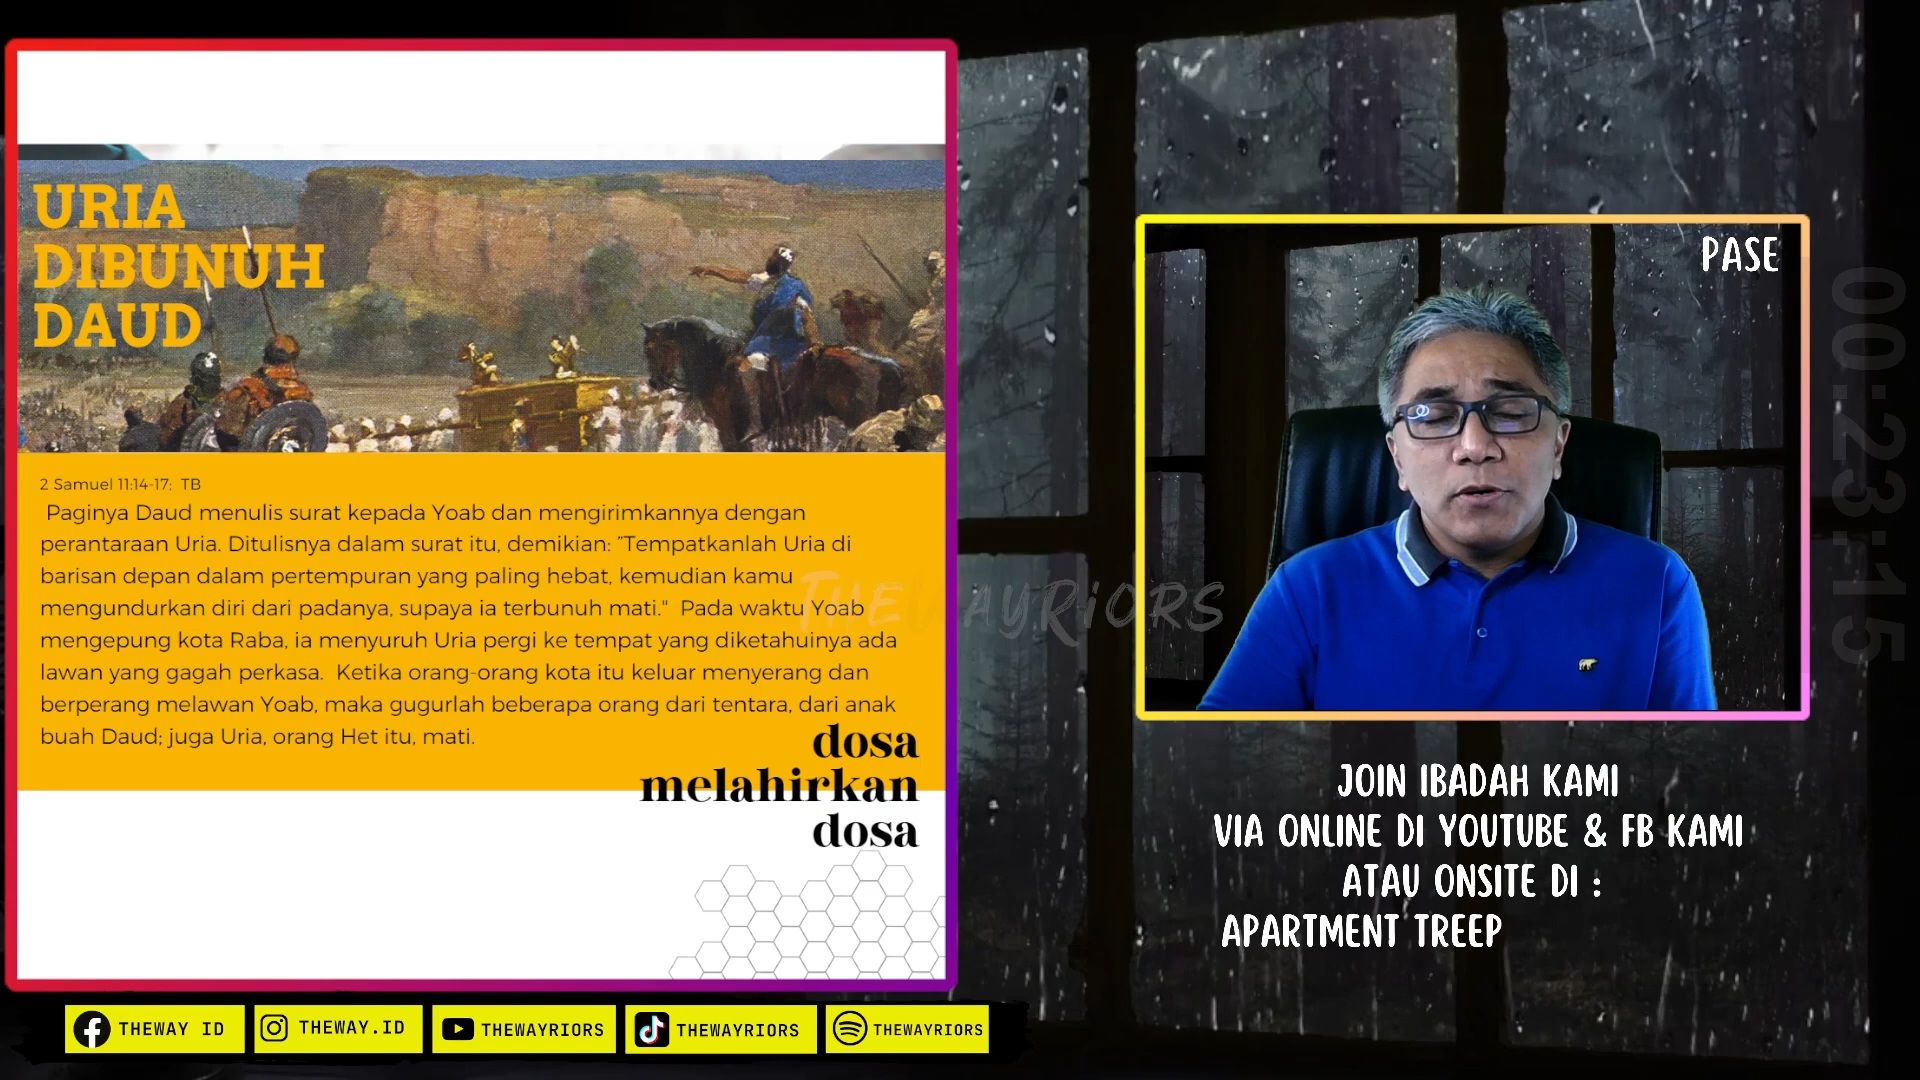 URIA
DIBUNUH
DAUD
2 Samuel 11:14-17:  TB
Paginya Daud menulis surat kepada Yoab dan mengirimkannya dengan
perantaraan Uria. Ditulisnya dalam surat itu, demikian: "Tempatkanlah Uria di
barisan depan dalam pertempuran yang paling hebat, kemudian kamu
mengundurkan diri dari padanya, supaya ia terbunuh mati."  Pada waktu Yoab
mengepung kota Raba, ia menyuruh Uria pergi ke tempat yang diketahuinya ada
lawan yang gagah perkasa.  Ketika orang-orang kota itu keluar menyerang dan
berperang melawan Yoab, maka gugurlah beberapa orang dari tentara, dari anak
buah Daud; juga Uria, orang Het itu, mati.
dosa
melahirkan
dosa
THEWAYRIORS
PASE
00:23:15
JOIN IBADAH KAMI
VIA ONLINE DI YOUTUBE & FB KAMI
ATAU ONSITE DI :
APARTMENT TREEP
THEWAY ID
THEWAY.ID
THEWAYRIORS
THEWAYRIORS
THEWAYRIORS